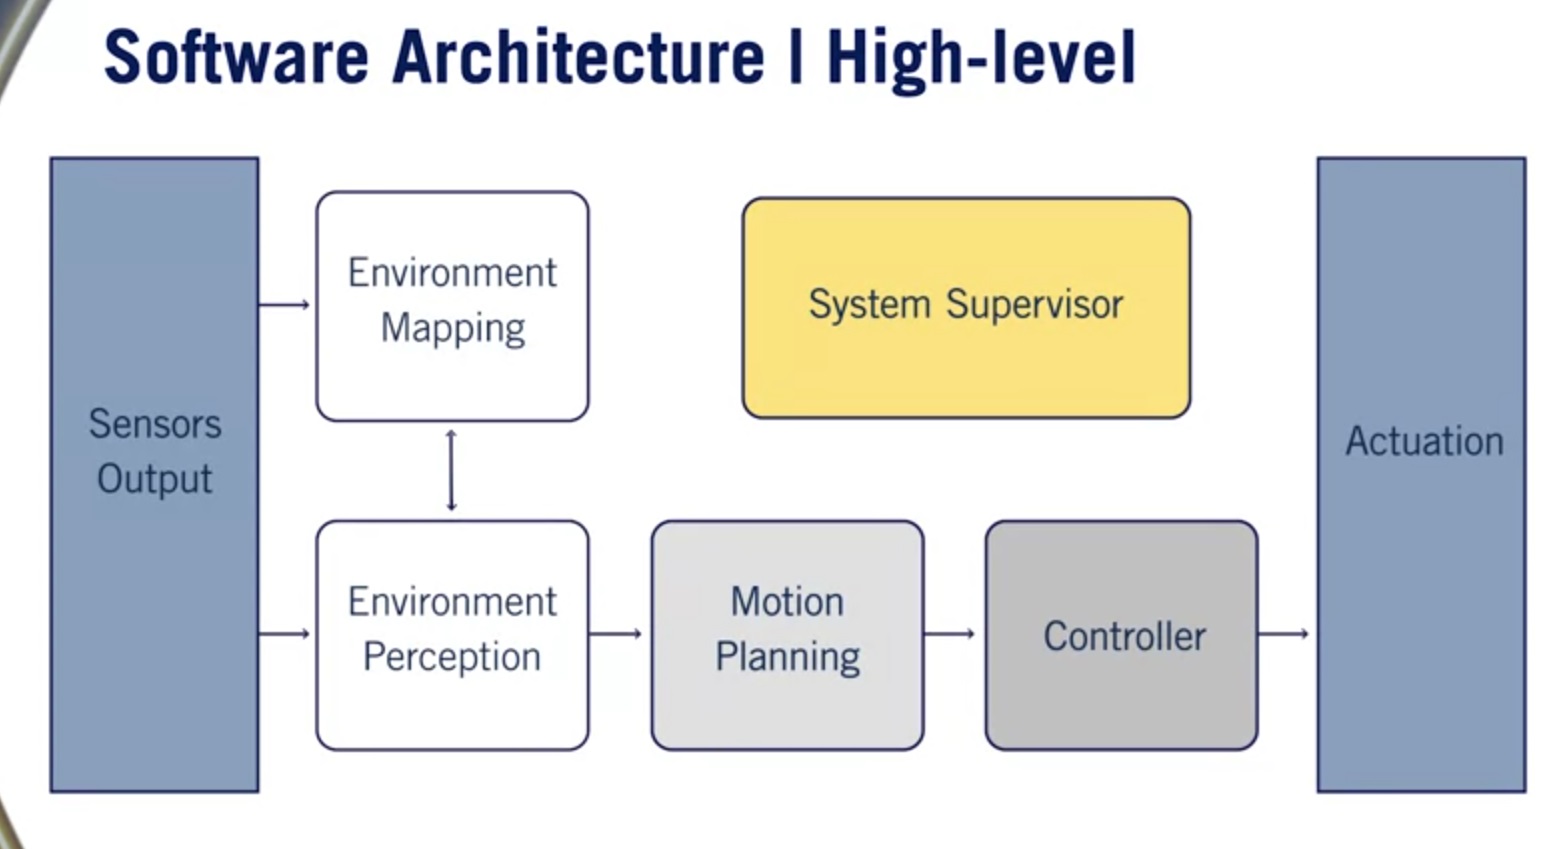 Software Architecture | High-level
Sensors
Output
Environment
Mapping
System Supervisor
Actuation
Environment
Perception
Motion
Planning
Controller